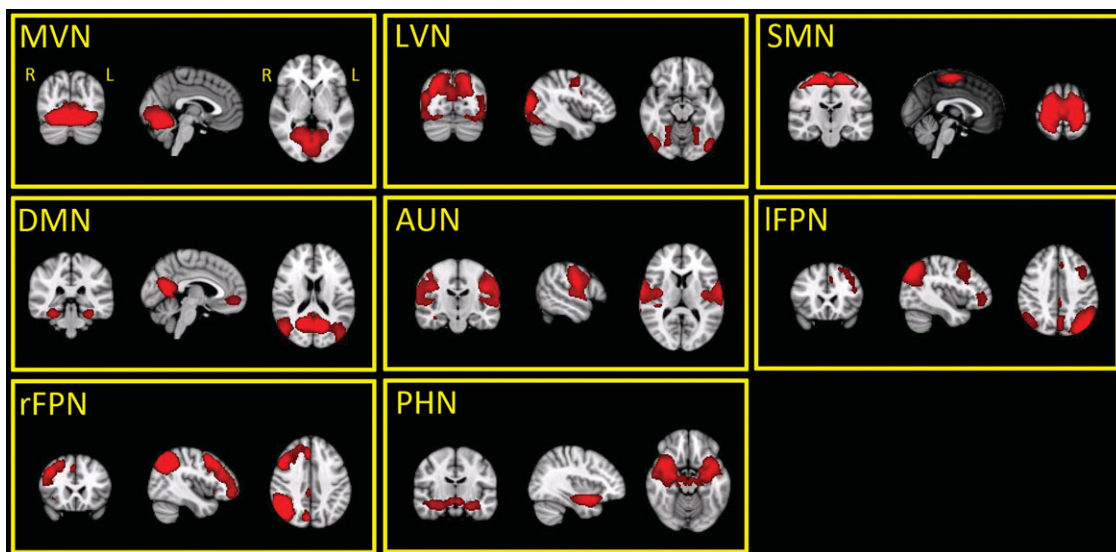 MVN
R L R L
LVN
SMN
DMN
AUN
lFPN
rFPN
PHN